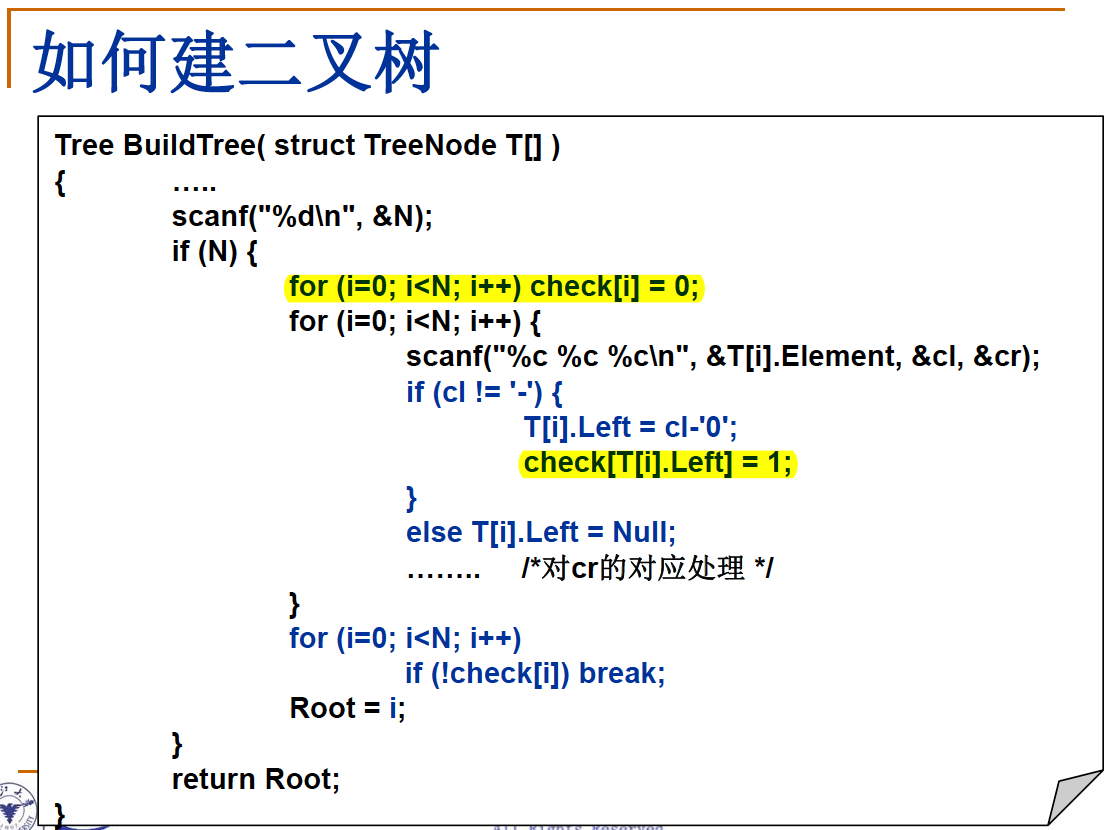 如何建二叉树
Tree BuildTree( struct TreeNode T[] )
{ …..
scanf("%d\n", &N);
if (N) {
for (i=0; i<N; i++) check[i] = 0;
for (i=0; i<N; i++) {
scanf("%c %c %c\n", &T[i].Element, &cl, &cr);
if (cl != '-') {
T[i].Left = cl-'0';
check[T[i].Left] = 1;
}
else T[i].Left = Null;
…….. /*对cr的对应处理 */
}
for (i=0; i<N; i++)
if (!check[i]) break;
Root = i;
}
return Root;
}
All Rights Reserved